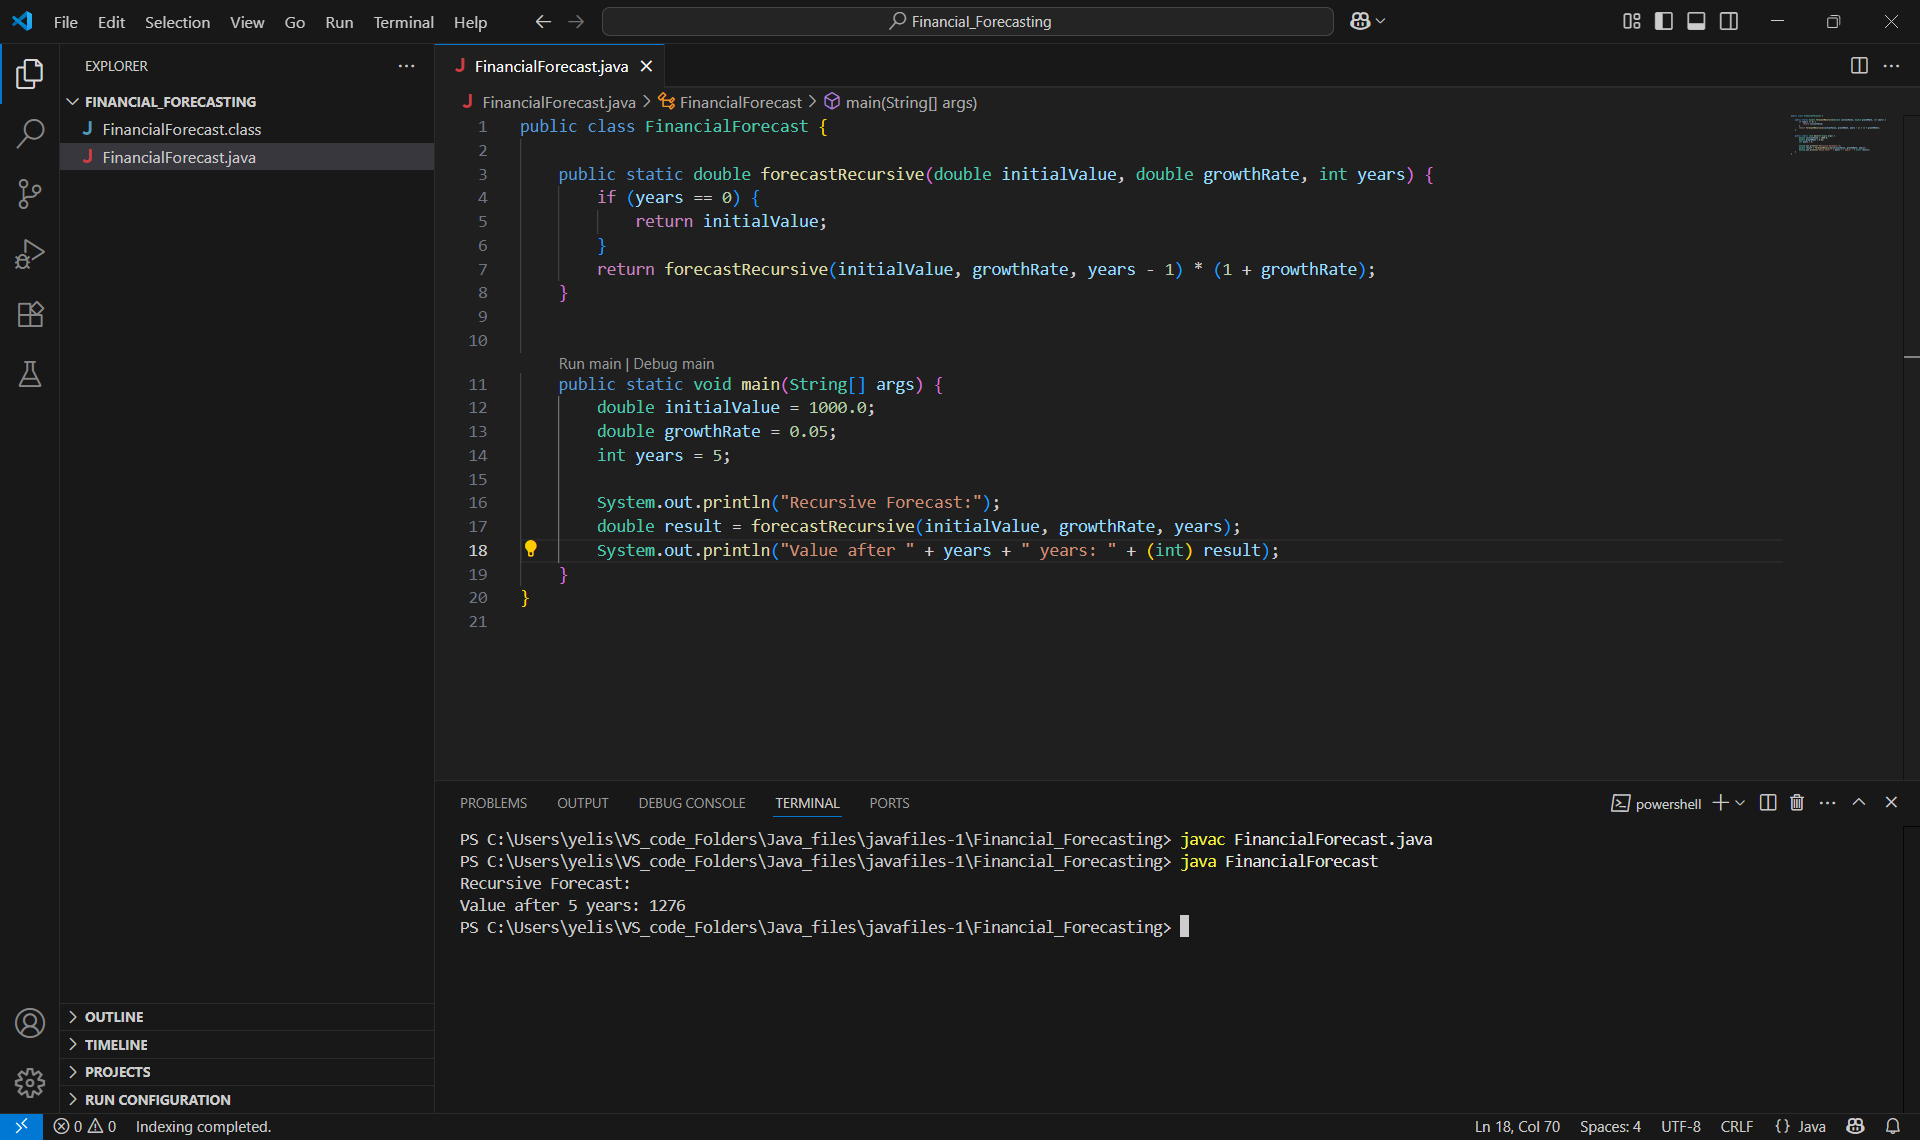 File Edit Selection View Go Run Terminal Help
Financial_Forecasting
EXPLORER
FINANCIAL_FORECASTING
J FinancialForecast.class
J FinancialForecast.java
OUTLINE
TIMELINE
PROJECTS
RUN CONFIGURATION
J FinancialForecast.java
J FinancialForecast.java > FinancialForecast > main(String[] args)
1 public class FinancialForecast {
2
3     public static double forecastRecursive(double initialValue, double growthRate, int years) {
4         if (years == 0) {
5             return initialValue;
6         }
7         return forecastRecursive(initialValue, growthRate, years - 1) * (1 + growthRate);
8     }
9
10
Run main | Debug main
11     public static void main(String[] args) {
12         double initialValue = 1000.0;
13         double growthRate = 0.05;
14         int years = 5;
15
16         System.out.println("Recursive Forecast:");
17         double result = forecastRecursive(initialValue, growthRate, years);
18         System.out.println("Value after " + years + " years: " + (int) result);
19     }
20 }
21
PROBLEMS OUTPUT DEBUG CONSOLE TERMINAL PORTS
powershell
PS C:\Users\yelis\VS_code_Folders\Java_files\javafiles-1\Financial_Forecasting> javac FinancialForecast.java
PS C:\Users\yelis\VS_code_Folders\Java_files\javafiles-1\Financial_Forecasting> java FinancialForecast
Recursive Forecast:
Value after 5 years: 1276
PS C:\Users\yelis\VS_code_Folders\Java_files\javafiles-1\Financial_Forecasting>
0 0 Indexing completed.
Ln 18, Col 70 Spaces: 4 UTF-8 CRLF {} Java